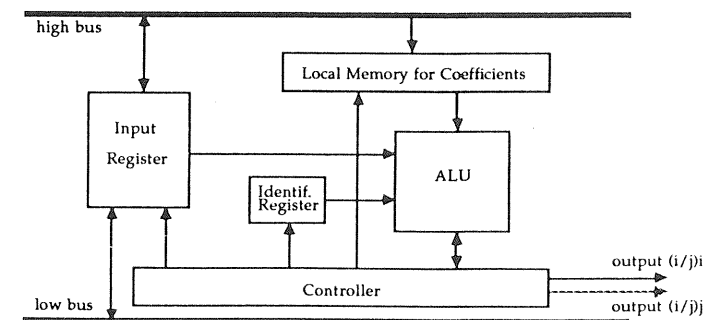 high bus
Local Memory for Coefficients
Input
Register
ALU
Identif.
Register
output (i/j)i
Controller
low bus
output (i/j)j